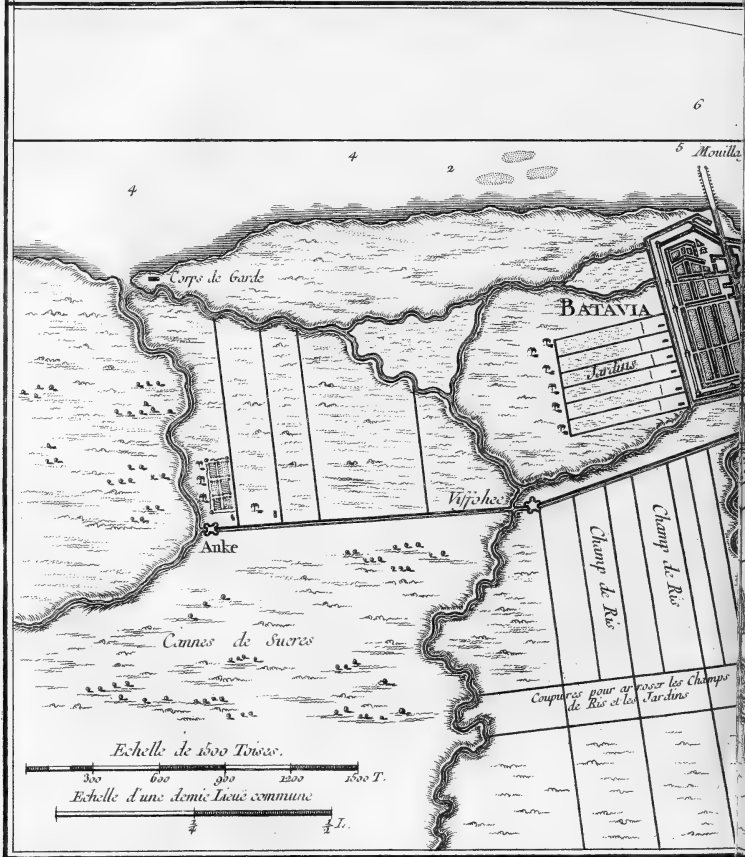 6
5 Mouilla
4
4
2
Corps de Garde
BATAVIA
Jardins
Vissohec
Anke
Champ de Ris
Champ de Ris
Cannes de Sucres
Coupures pour arroser les Champs
de Ris et les Jardins
Echelle de 1500 Toises.
300 600 900 1200 1500 T.
Echelle d'une demie Lieuë commune
1/4 1/2 L.